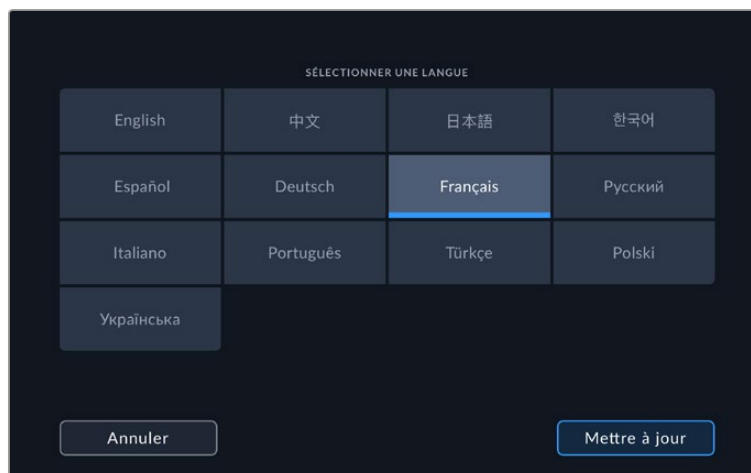 SÉLECTIONNER UNE LANGUE
English 中文 日本語 한국어
Español Deutsch Français Русский
Italiano Português Türkçe Polski
Українська
Annuler Mettre à jour